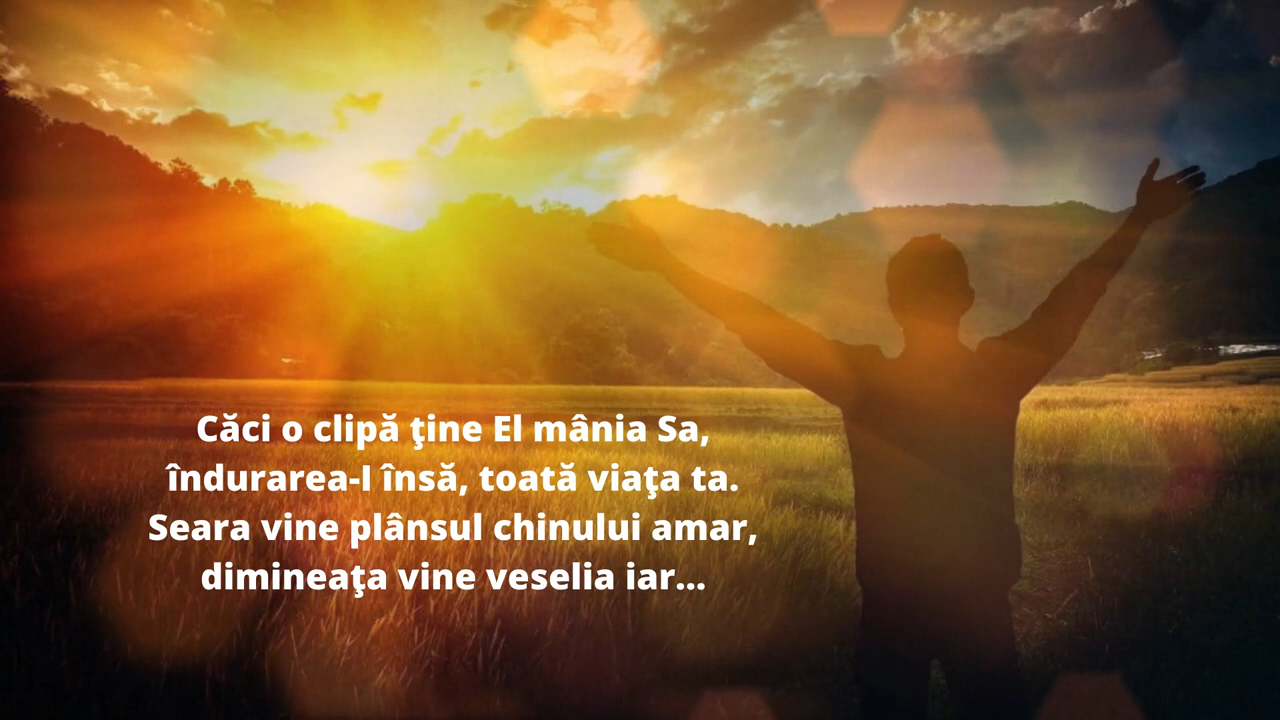 Căci o clipă ţine El mânia Sa,
îndurarea-I însă, toată viaţa ta.
Seara vine plânsul chinului amar,
dimineaţa vine veselia iar...